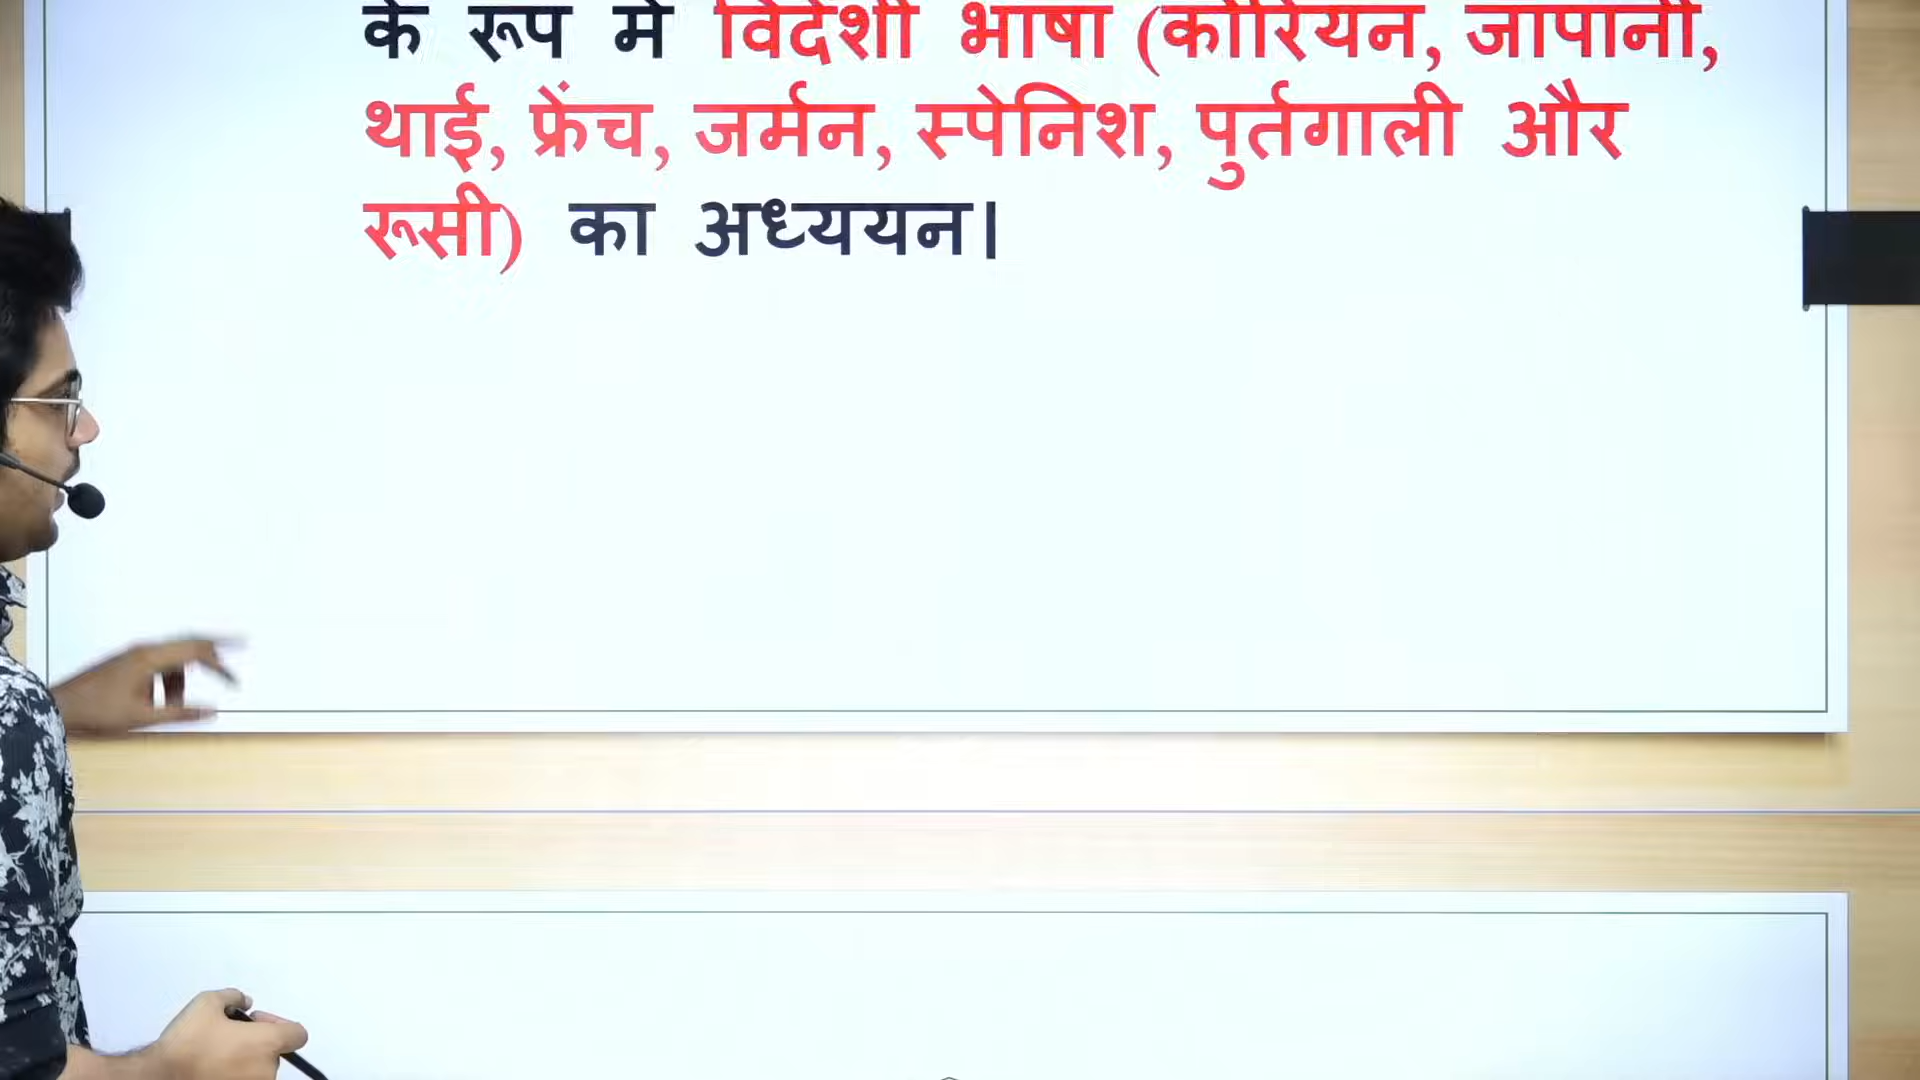 के रूप में विदेशी भाषा (कोरियन, जापानी,
थाई, फ्रेंच, जर्मन, स्पेनिश, पुर्तगाली और
रूसी) का अध्ययन।